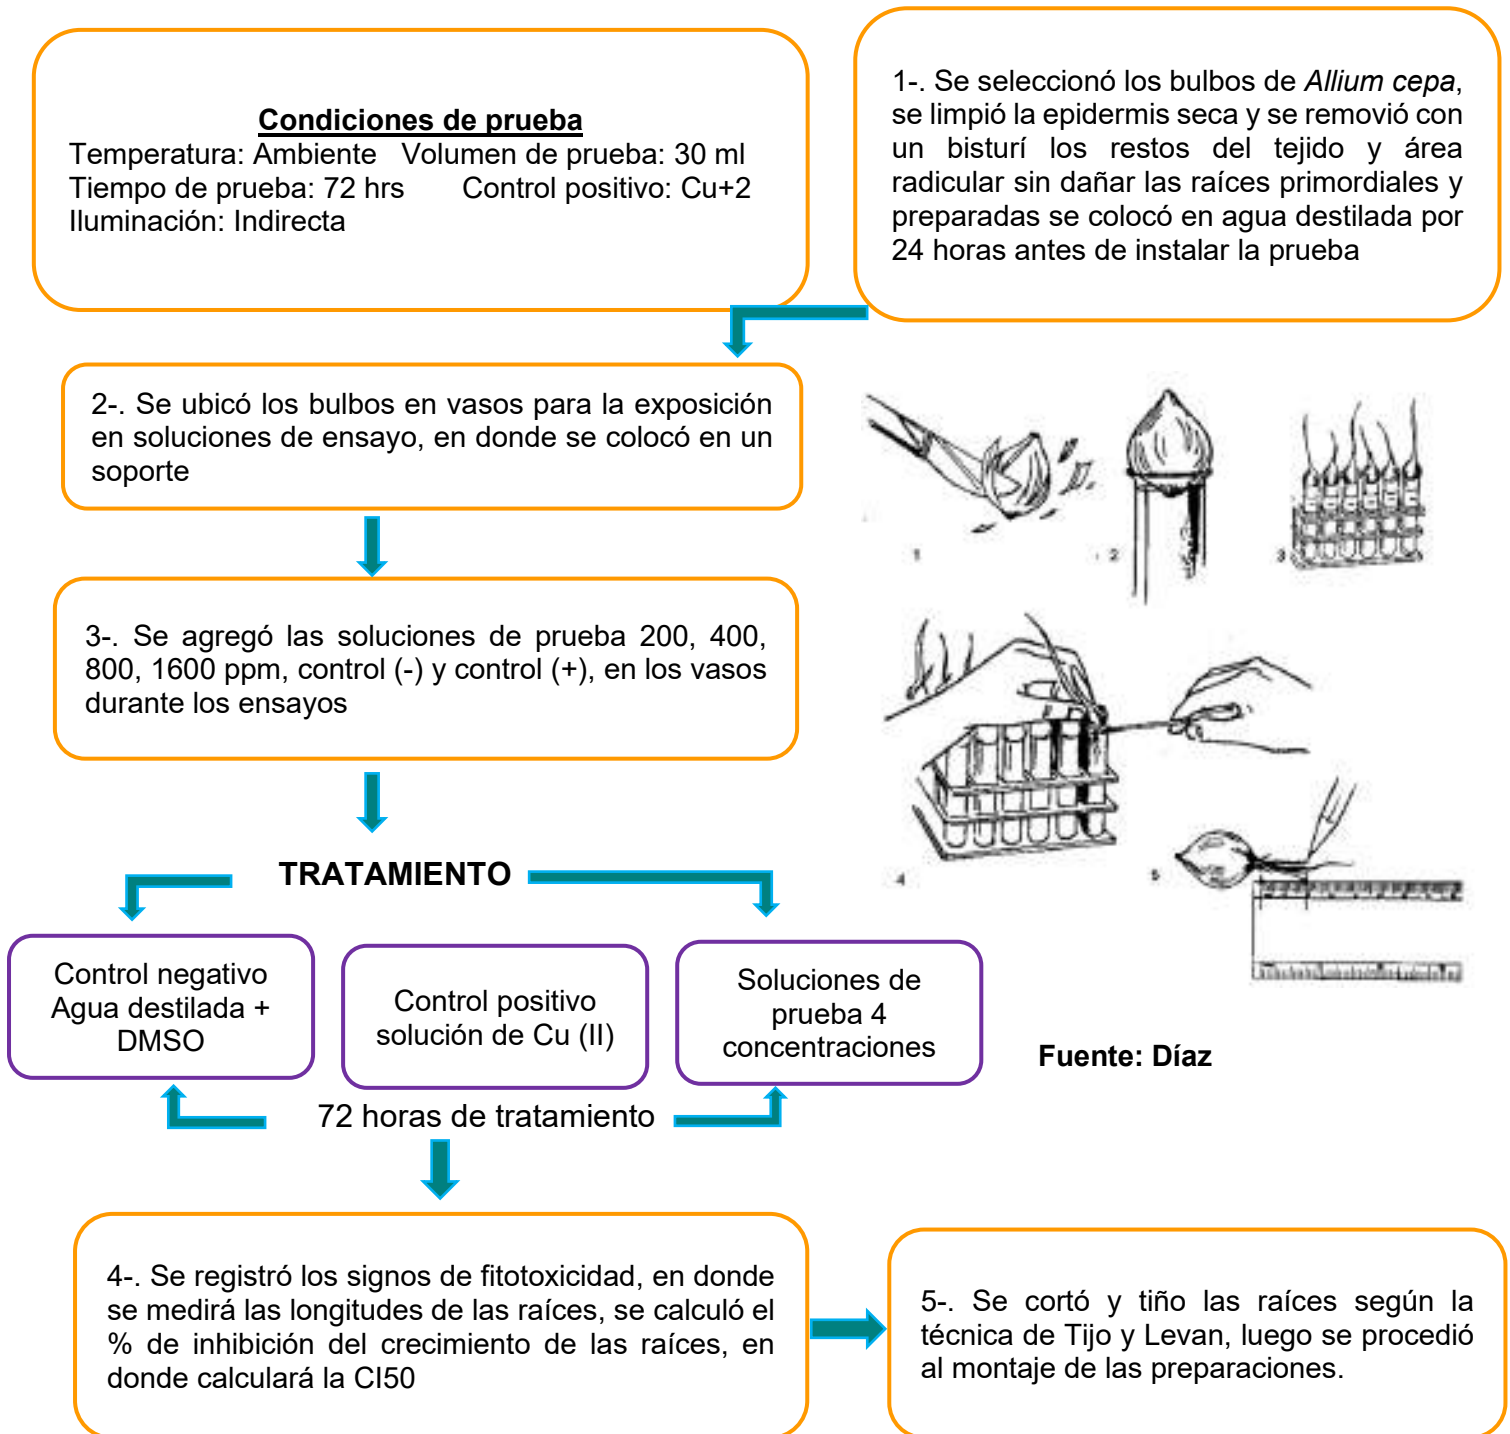 Condiciones de prueba
Temperatura: Ambiente   Volumen de prueba: 30 ml
Tiempo de prueba: 72 hrs       Control positivo: Cu+2
Iluminación: Indirecta
1-. Se seleccionó los bulbos de Allium cepa,
se limpió la epidermis seca y se removió con
un bisturí los restos del tejido y área
radicular sin dañar las raíces primordiales y
preparadas se colocó en agua destilada por
24 horas antes de instalar la prueba
2-. Se ubicó los bulbos en vasos para la exposición
en soluciones de ensayo, en donde se colocó en un
soporte
1
2
3
3-. Se agregó las soluciones de prueba 200, 400,
800, 1600 ppm, control (-) y control (+), en los vasos
durante los ensayos
4
5
TRATAMIENTO
Control negativo
Agua destilada +
DMSO
Control positivo
solución de Cu (II)
Soluciones de
prueba 4
concentraciones
Fuente: Díaz
72 horas de tratamiento
4-. Se registró los signos de fitotoxicidad, en donde
se medirá las longitudes de las raíces, se calculó el
% de inhibición del crecimiento de las raíces, en
donde calculará la CI50
5-. Se cortó y tiño las raíces según la
técnica de Tijo y Levan, luego se procedió
al montaje de las preparaciones.